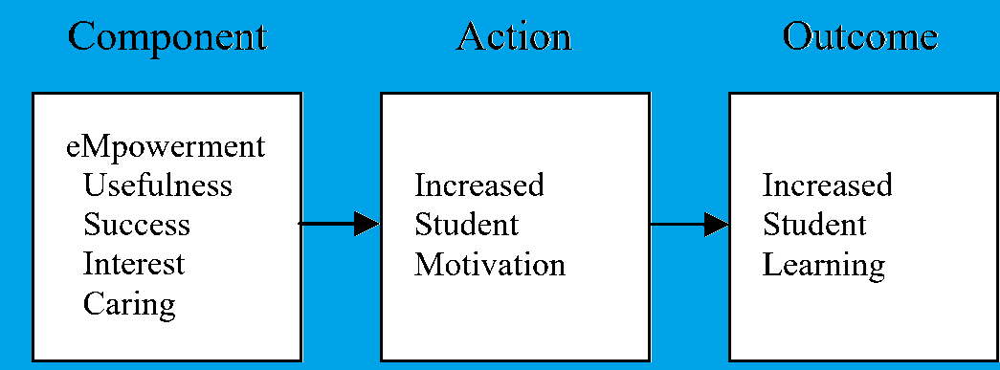 Component
Action
Outcome
eMpowerment
Usefulness
Success
Interest
Caring
Increased
Student
Motivation
Increased
Student
Learning